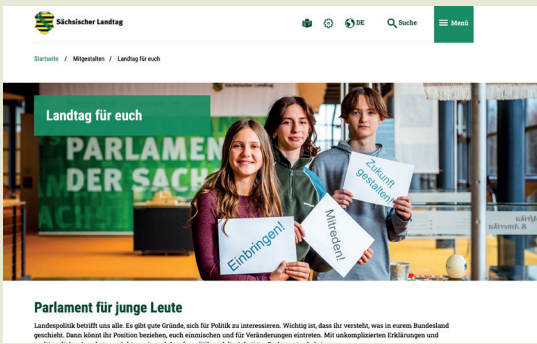 Sächsischer Landtag
DE
Suche
Menü
Startseite / Mitgestalten / Landtag für euch
Landtag für euch
PARLAMEN
DER SACH
Einbringen!
Mitreden!
Zukunft
gestalten!
Afrika
& Amerika
Parlament für junge Leute
Landespolitik betrifft uns alle. Es gibt gute Gründe, sich für Politik zu interessieren. Wichtig ist, dass ihr versteht, was in eurem Bundesland
geschieht. Dann könnt ihr Position beziehen, euch einmischen und für Veränderungen eintreten. Mit unkomplizierten Erklärungen und